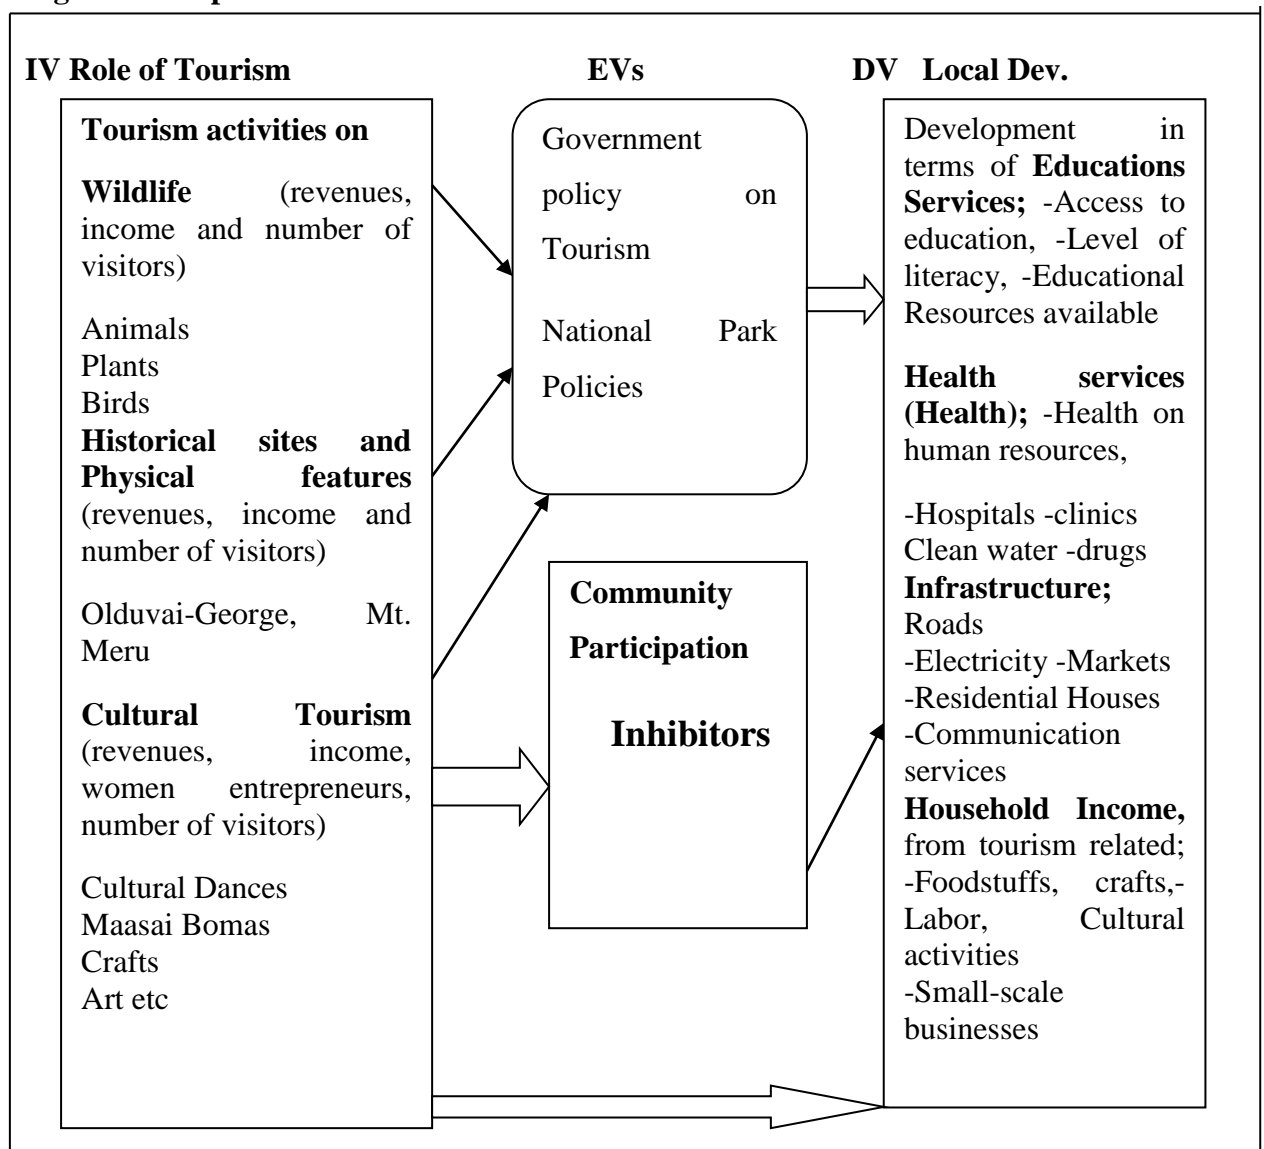 IV Role of Tourism
EVs
DV Local Dev.
Tourism activities on
Wildlife (revenues,
income and number of
visitors)
Animals
Plants
Birds
Historical sites and
Physical features
(revenues, income and
number of visitors)
Olduvai-George, Mt.
Meru
Cultural Tourism
(revenues, income,
women entrepreneurs,
number of visitors)
Cultural Dances
Maasai Bomas
Crafts
Art etc
Government
policy on
Tourism
National Park
Policies
Community
Participation
Inhibitors
Development in
terms of Educations
Services; -Access to
education, -Level of
literacy, -Educational
Resources available
Health services
(Health); -Health on
human resources,
-Hospitals -clinics
Clean water -drugs
Infrastructure;
Roads
-Electricity -Markets
-Residential Houses
-Communication
services
Household Income,
from tourism related;
-Foodstuffs, crafts,-
Labor, Cultural
activities
-Small-scale
businesses